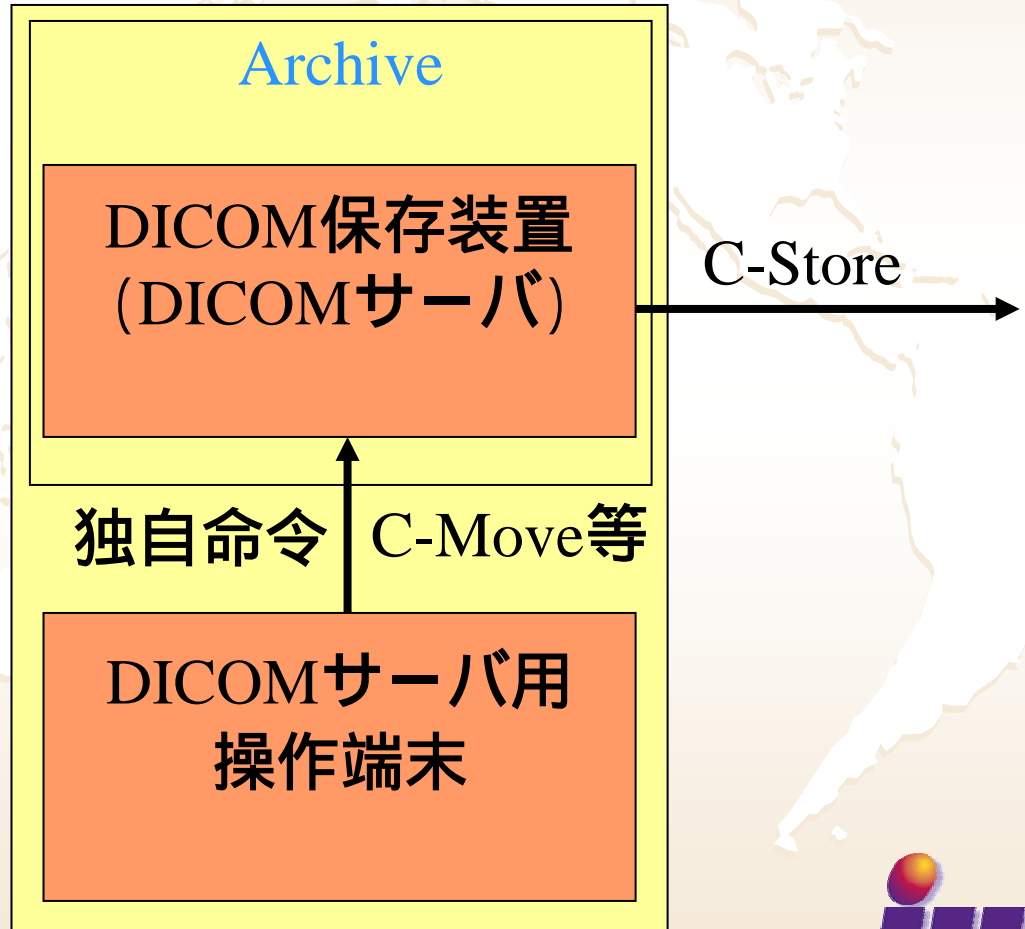 Archive
DICOM保存装置
(DICOMサーバ)
C-Store
独自命令
C-Move等
DICOMサーバ用
操作端末